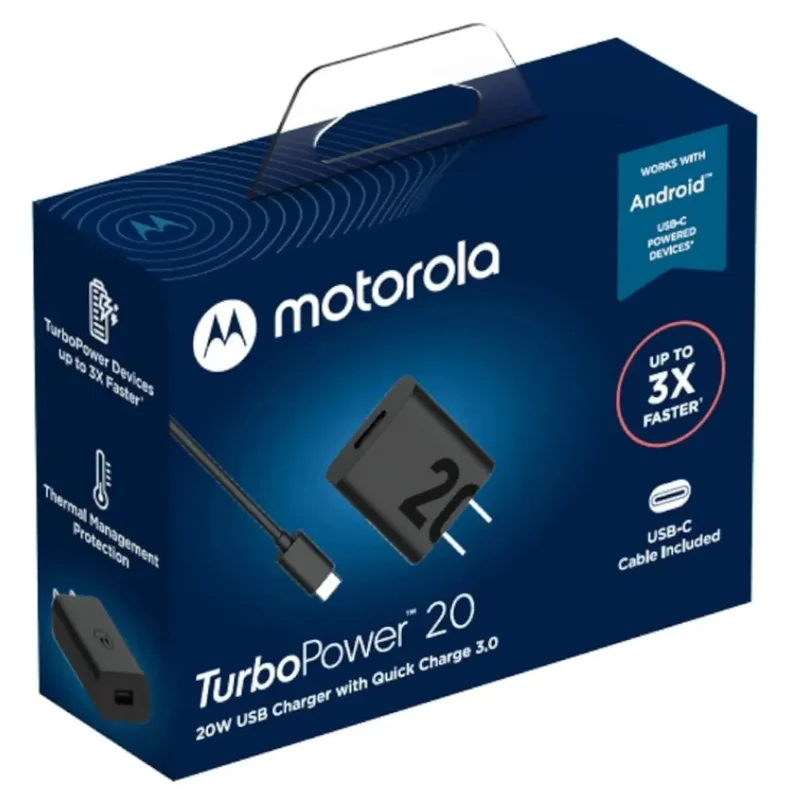 motorola
WORKS WITH
Android™
USB-C
POWERED
DEVICES*
UP TO
3X
FASTER†
USB-C
Cable Included
20
TurboPower™ 20
20W USB Charger with Quick Charge 3.0
TurboPower Devices
up to 3X Faster†
Thermal Management
Protection